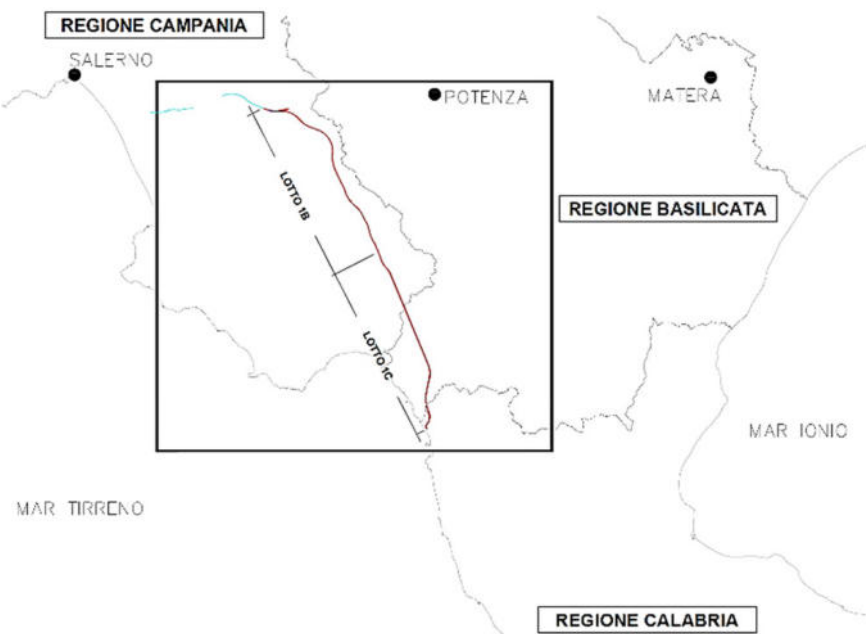 REGIONE CAMPANIA
SALERNO
POTENZA
MATERA
LOTTO 1B
REGIONE BASILICATA
LOTTO 1C
MAR IONIO
MAR TIRRENO
REGIONE CALABRIA